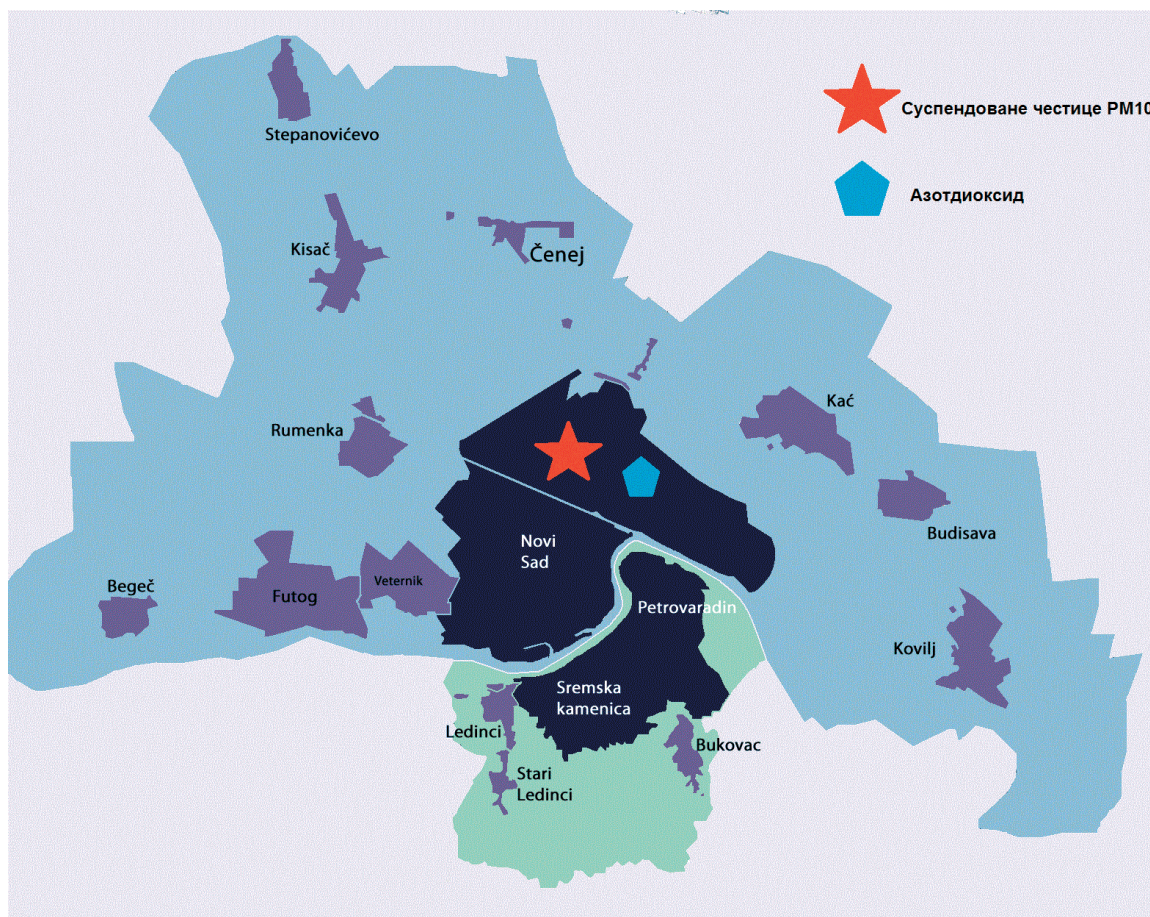 Суспендоване честице PM10
Азотдиоксид
Stepanovićevo
Kisač
Čenej
Rumenka
Kać
Budisava
Novi
Sad
Begeč
Futog
Veternik
Petrovaradin
Kovilj
Sremska
kamenica
Ledinci
Bukovac
Stari
Ledinci